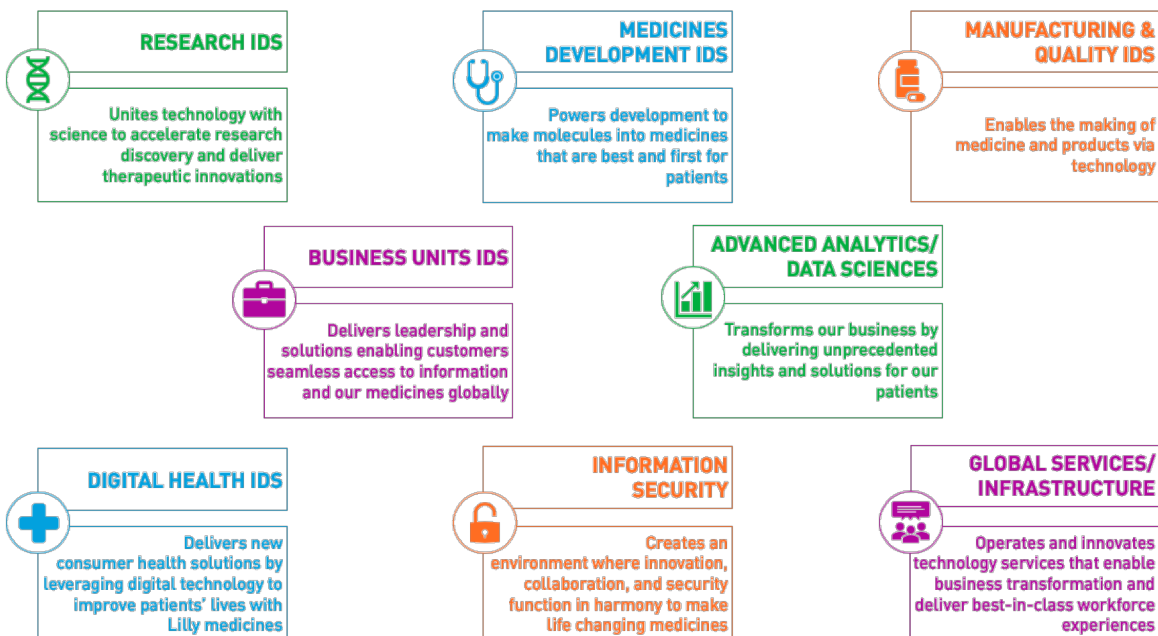 RESEARCH IDS
Unites technology with
science to accelerate research
discovery and deliver
therapeutic innovations
MEDICINES
DEVELOPMENT IDS
Powers development to
make molecules into medicines
that are best and first for
patients
MANUFACTURING &
QUALITY IDS
Enables the making of
medicine and products via
technology
BUSINESS UNITS IDS
Delivers leadership and
solutions enabling customers
seamless access to information
and our medicines globally
ADVANCED ANALYTICS/
DATA SCIENCES
Transforms our business by
delivering unprecedented
insights and solutions for our
patients
DIGITAL HEALTH IDS
Delivers new
consumer health solutions by
leveraging digital technology to
improve patients' lives with
Lilly medicines
INFORMATION
SECURITY
Creates an
environment where innovation,
collaboration, and security
function in harmony to make
life changing medicines
GLOBAL SERVICES/
INFRASTRUCTURE
Operates and innovates
technology services that enable
business transformation and
deliver best-in-class workforce
experiences